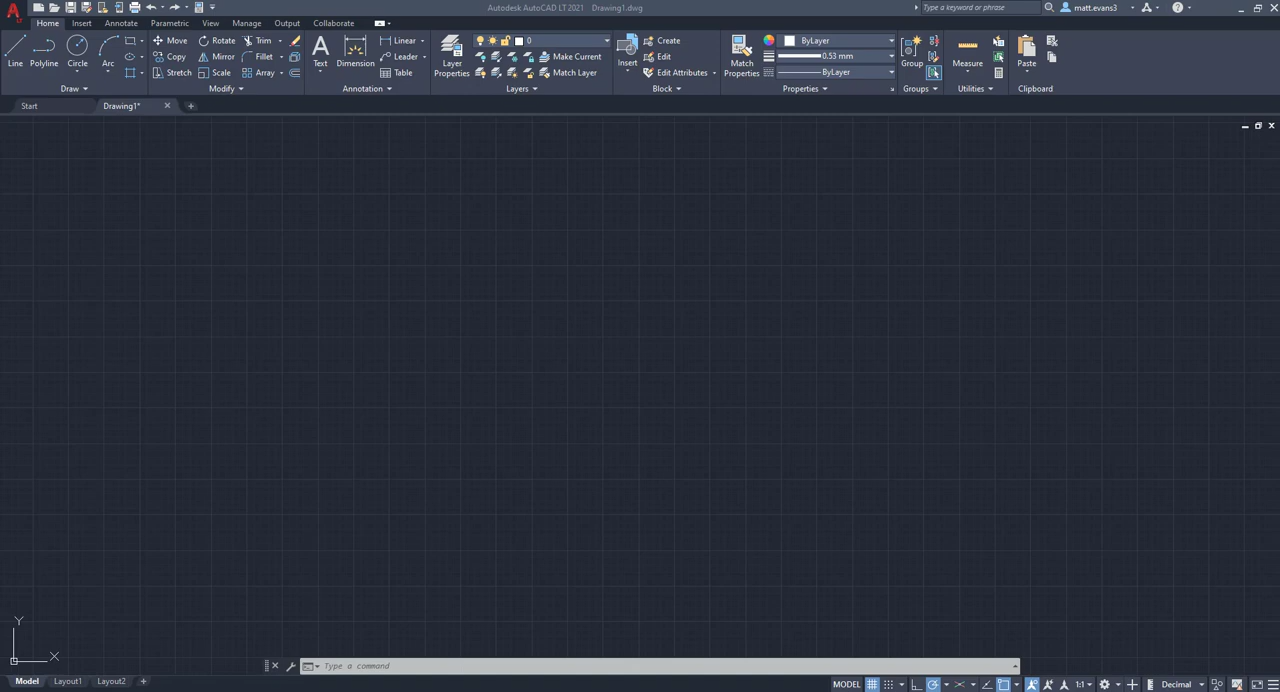 Autodesk AutoCAD LT 2021 Drawing1.dwg
Type a keyword or phrase
matt.evans3
LT
Home Insert Annotate Parametric View Manage Output Collaborate
Line Polyline Circle Arc
Move Rotate Trim
Copy Mirror Fillet
Stretch Scale Array
Text Dimension
Linear
Leader
Table
Layer Properties
0
Make Current
Match Layer
Insert
Create
Edit
Edit Attributes
Match Properties
ByLayer
0.53 mm
ByLayer
Group
Measure
Paste
Draw Modify Annotation Layers Block Properties Groups Utilities Clipboard
Start Drawing1*
Y
X
Type a command
Model Layout1 Layout2
MODEL 1:1 Decimal